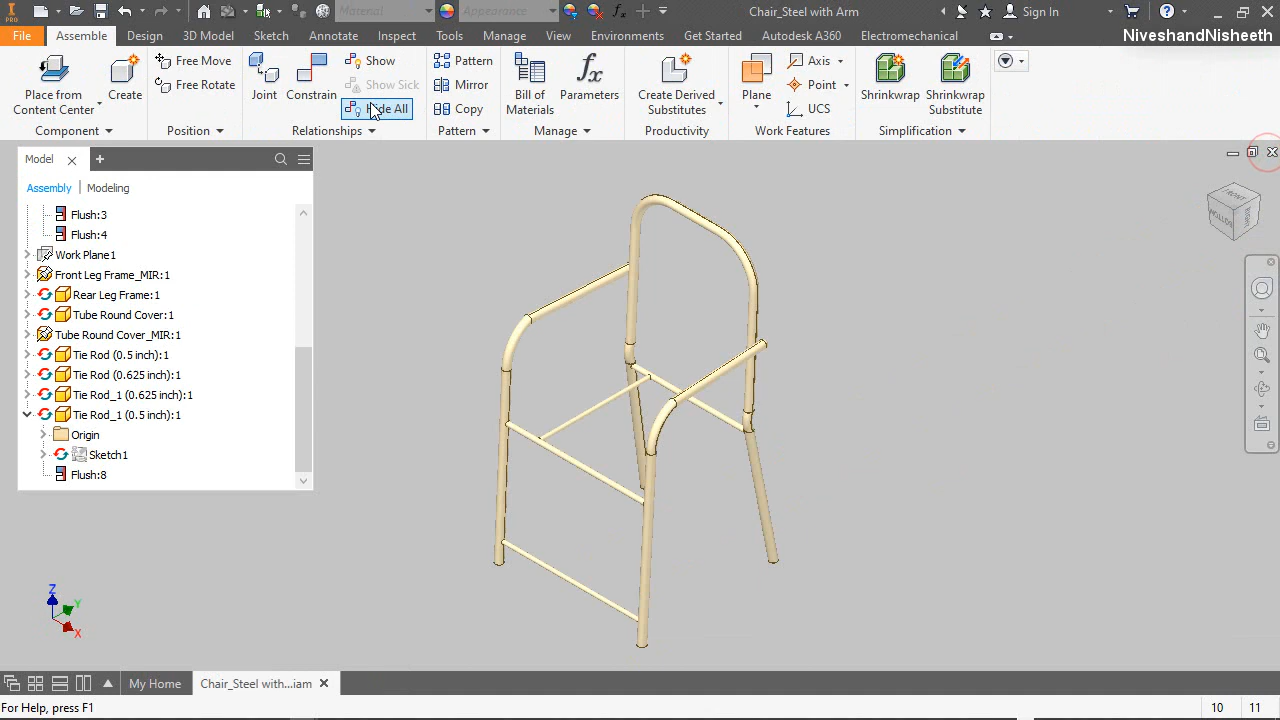 PRO
Material
Appearance
Chair_Steel with Arm
Sign In
File
Assemble
Design
3D Model
Sketch
Annotate
Inspect
Tools
Manage
View
Environments
Get Started
Autodesk A360
Electromechanical
NiveshandNisheeth
Place from
Content Center
Create
Free Move
Free Rotate
Joint
Constrain
Show
Show Sick
Hide All
Pattern
Mirror
Copy
Bill of
Materials
Parameters
Create Derived
Substitutes
Plane
Axis
Point
UCS
Shrinkwrap
Shrinkwrap
Substitute
Component
Position
Relationships
Pattern
Manage
Productivity
Work Features
Simplification
Model
Assembly
Modeling
Flush:3
Flush:4
Work Plane1
Front Leg Frame_MIR:1
Rear Leg Frame:1
Tube Round Cover:1
Tube Round Cover_MIR:1
Tie Rod (0.5 inch):1
Tie Rod (0.625 inch):1
Tie Rod_1 (0.625 inch):1
Tie Rod_1 (0.5 inch):1
Origin
Sketch1
Flush:8
FRONT
BOTTOM
Z
Y
X
My Home
Chair_Steel with...iam
For Help, press F1
10
11